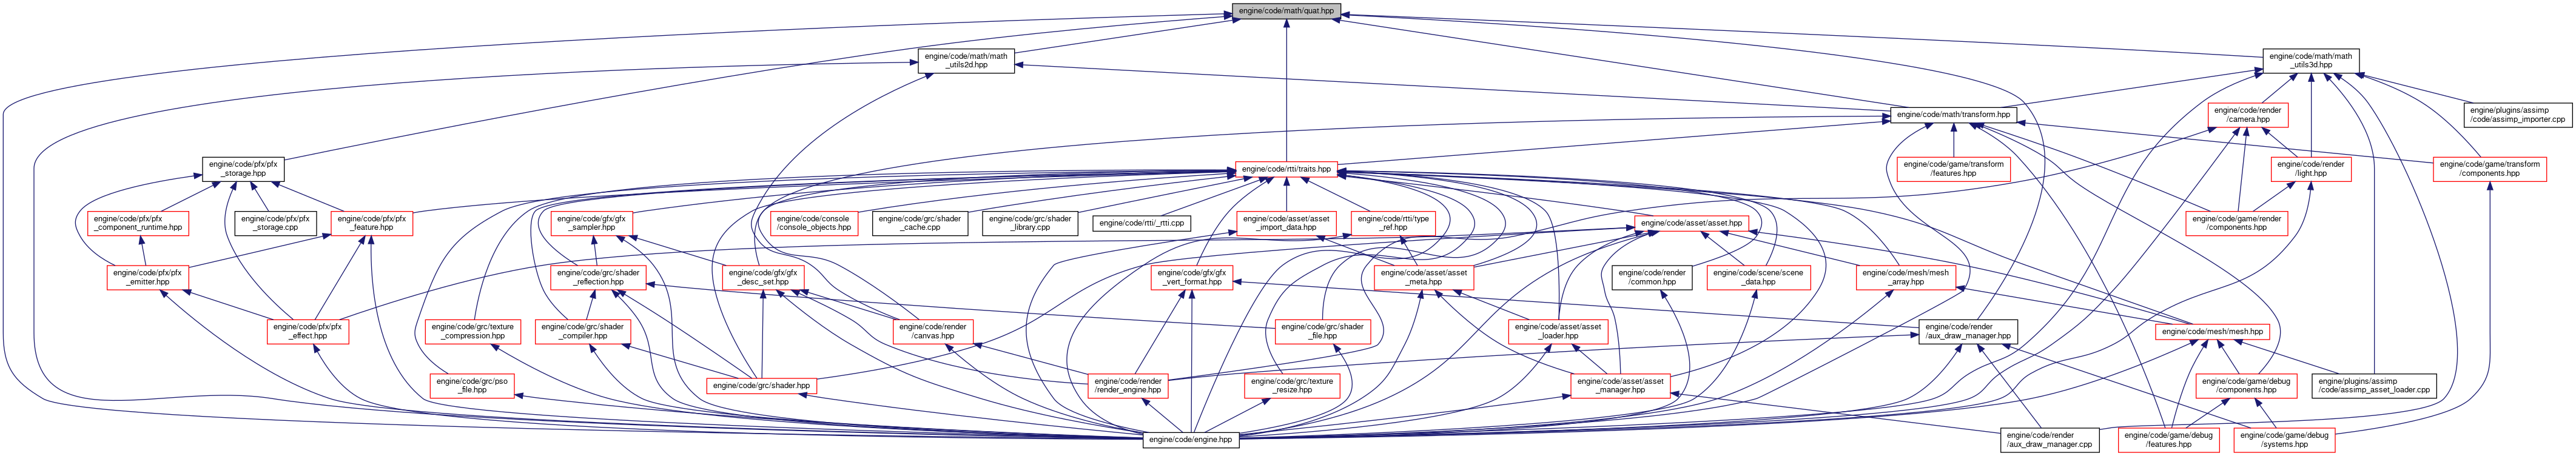 engine/code/math/quat.hpp
engine/code/math/math
_utils2d.hpp
engine/code/math/math
_utils3d.hpp
engine/code/math/transform.hpp
engine/code/render
/camera.hpp
engine/plugins/assimp
/code/assimp_importer.cpp
engine/code/pfx/pfx
_storage.hpp
engine/code/rtti/traits.hpp
engine/code/game/transform
/features.hpp
engine/code/render
/light.hpp
engine/code/game/transform
/components.hpp
engine/code/pfx/pfx
_component_runtime.hpp
engine/code/pfx/pfx
_storage.cpp
engine/code/pfx/pfx
_feature.hpp
engine/code/gfx/gfx
_sampler.hpp
engine/code/console
/console_objects.hpp
engine/code/grc/shader
_cache.cpp
engine/code/grc/shader
_library.cpp
engine/code/rtti/_rtti.cpp
engine/code/asset/asset
_import_data.hpp
engine/code/rtti/type
_ref.hpp
engine/code/asset/asset.hpp
engine/code/game/render
/components.hpp
engine/code/pfx/pfx
_emitter.hpp
engine/code/grc/shader
_reflection.hpp
engine/code/gfx/gfx
_desc_set.hpp
engine/code/gfx/gfx
_vert_format.hpp
engine/code/asset/asset
_meta.hpp
engine/code/render
/common.hpp
engine/code/scene/scene
_data.hpp
engine/code/mesh/mesh
_array.hpp
engine/code/pfx/pfx
_effect.hpp
engine/code/grc/texture
_compression.hpp
engine/code/grc/shader
_compiler.hpp
engine/code/render
/canvas.hpp
engine/code/grc/shader
_file.hpp
engine/code/asset/asset
_loader.hpp
engine/code/render
/aux_draw_manager.hpp
engine/code/mesh/mesh.hpp
engine/code/grc/pso
_file.hpp
engine/code/grc/shader.hpp
engine/code/render
/render_engine.hpp
engine/code/grc/texture
_resize.hpp
engine/code/asset/asset
_manager.hpp
engine/code/game/debug
/components.hpp
engine/plugins/assimp
/code/assimp_asset_loader.cpp
engine/code/engine.hpp
engine/code/render
/aux_draw_manager.cpp
engine/code/game/debug
/features.hpp
engine/code/game/debug
/systems.hpp